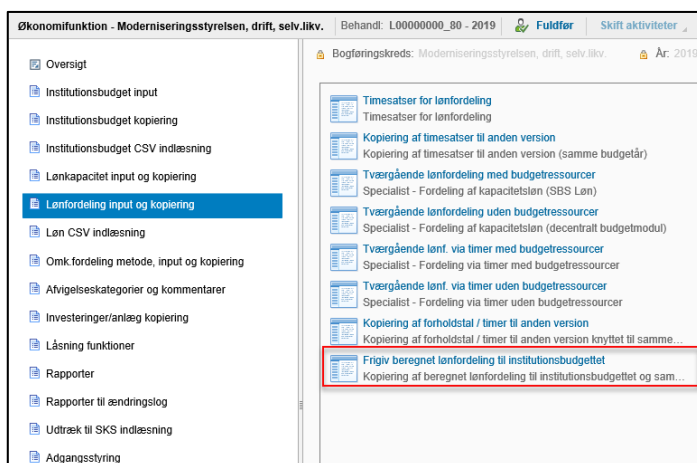 Økonomifunktion - Moderniseringsstyrelsen, drift, selv.likv. Behandl: L00000000_80 - 2019 Fuldfør Skift aktiviteter
Bogføringskreds: Moderniseringsstyrelsen, drift, selv.likv. År: 2019
Oversigt
Institutionsbudget input
Institutionsbudget kopiering
Institutionsbudget CSV indlæsning
Lønkapacitet input og kopiering
Lønfordeling input og kopiering
Løn CSV indlæsning
Omk.fordeling metode, input og kopiering
Afvigelseskategorier og kommentarer
Investeringer/anlæg kopiering
Låsning funktioner
Rapporter
Rapporter til ændringslog
Udtræk til SKS indlæsning
Adgangsstyring
Timesatser for lønfordeling
Timesatser for lønfordeling
Kopiering af timesatser til anden version
Kopiering af timesatser til anden version (samme budgetår)
Tværgående lønfordeling med budgetressourcer
Specialist - Fordeling af kapacitetsløn (SBS Løn)
Tværgående lønfordeling uden budgetressourcer
Specialist - Fordeling af kapacitetsløn (decentralt budgetmodul)
Tværgående lønf. via timer med budgetressourcer
Specialist - Fordeling via timer med budgetressourcer
Tværgående lønf. via timer uden budgetressourcer
Specialist - Fordeling via timer uden budgetressourcer
Kopiering af forholdstal / timer til anden version
Kopiering af forholdstal / timer til anden version knyttet til samme...
Frigiv beregnet lønfordeling til institutionsbudgettet
Kopiering af beregnet lønfordeling til institutionsbudgettet og sam...